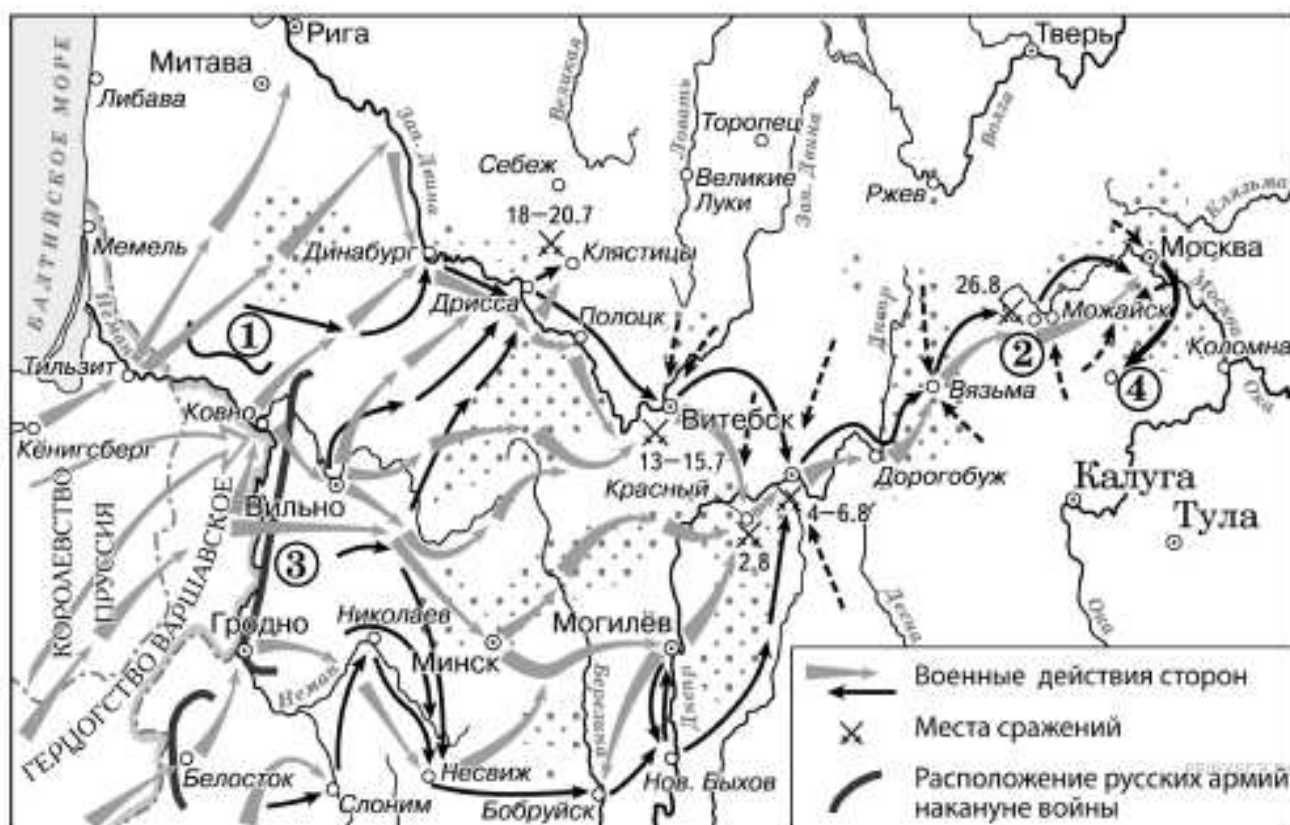 БАЛТИЙСКОЕ МОРЕ
Рига
Митава
Либава
Зап. Двина
Великая
Ловать
Торопец
Зап. Двина
Тверь
Волга
Себеж
Великие
Луки
Ржев
Клязьма
18–20.7
Мемель
Динабург
Клястицы
Москва
Неман
Дрисса
26.8
Можайск
Москва
1
Полоцк
Днепр
2
Коломна
Тильзит
Вязьма
4
Ока
Ковно
Витебск
Кёнигсберг
13–15.7
Дорогобуж
КОРОЛЕВСТВО
ПРУССИЯ
Вильно
Красный
4–6.8
Калуга
Тула
3
2.8
ГЕРЦОГСТВО ВАРШАВСКОЕ
Николаев
Гродно
Минск
Могилёв
Десна
Ока
Неман
Березина
Днепр
Белосток
Несвиж
Слоним
Бобруйск
Нов. Быхов
Военные действия сторон
Места сражений
Расположение русских армий
накануне войны